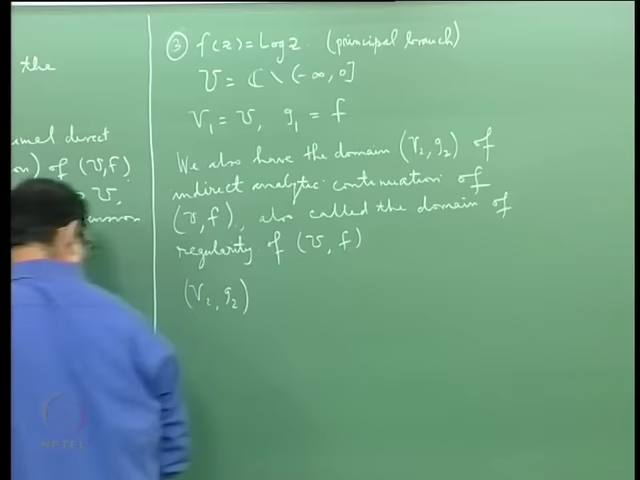 the
③ f(z) = Log z. (principal branch)
U = ℂ \ (-∞, 0]
V₁ = U, g₁ = f
We also have the domain (V₂, g₂) of
indirect analytic continuation of
(U, f), also called the domain of
regularity of (U, f)
(V₂, g₂)
direct
of (U, f)
U,
NPTEL